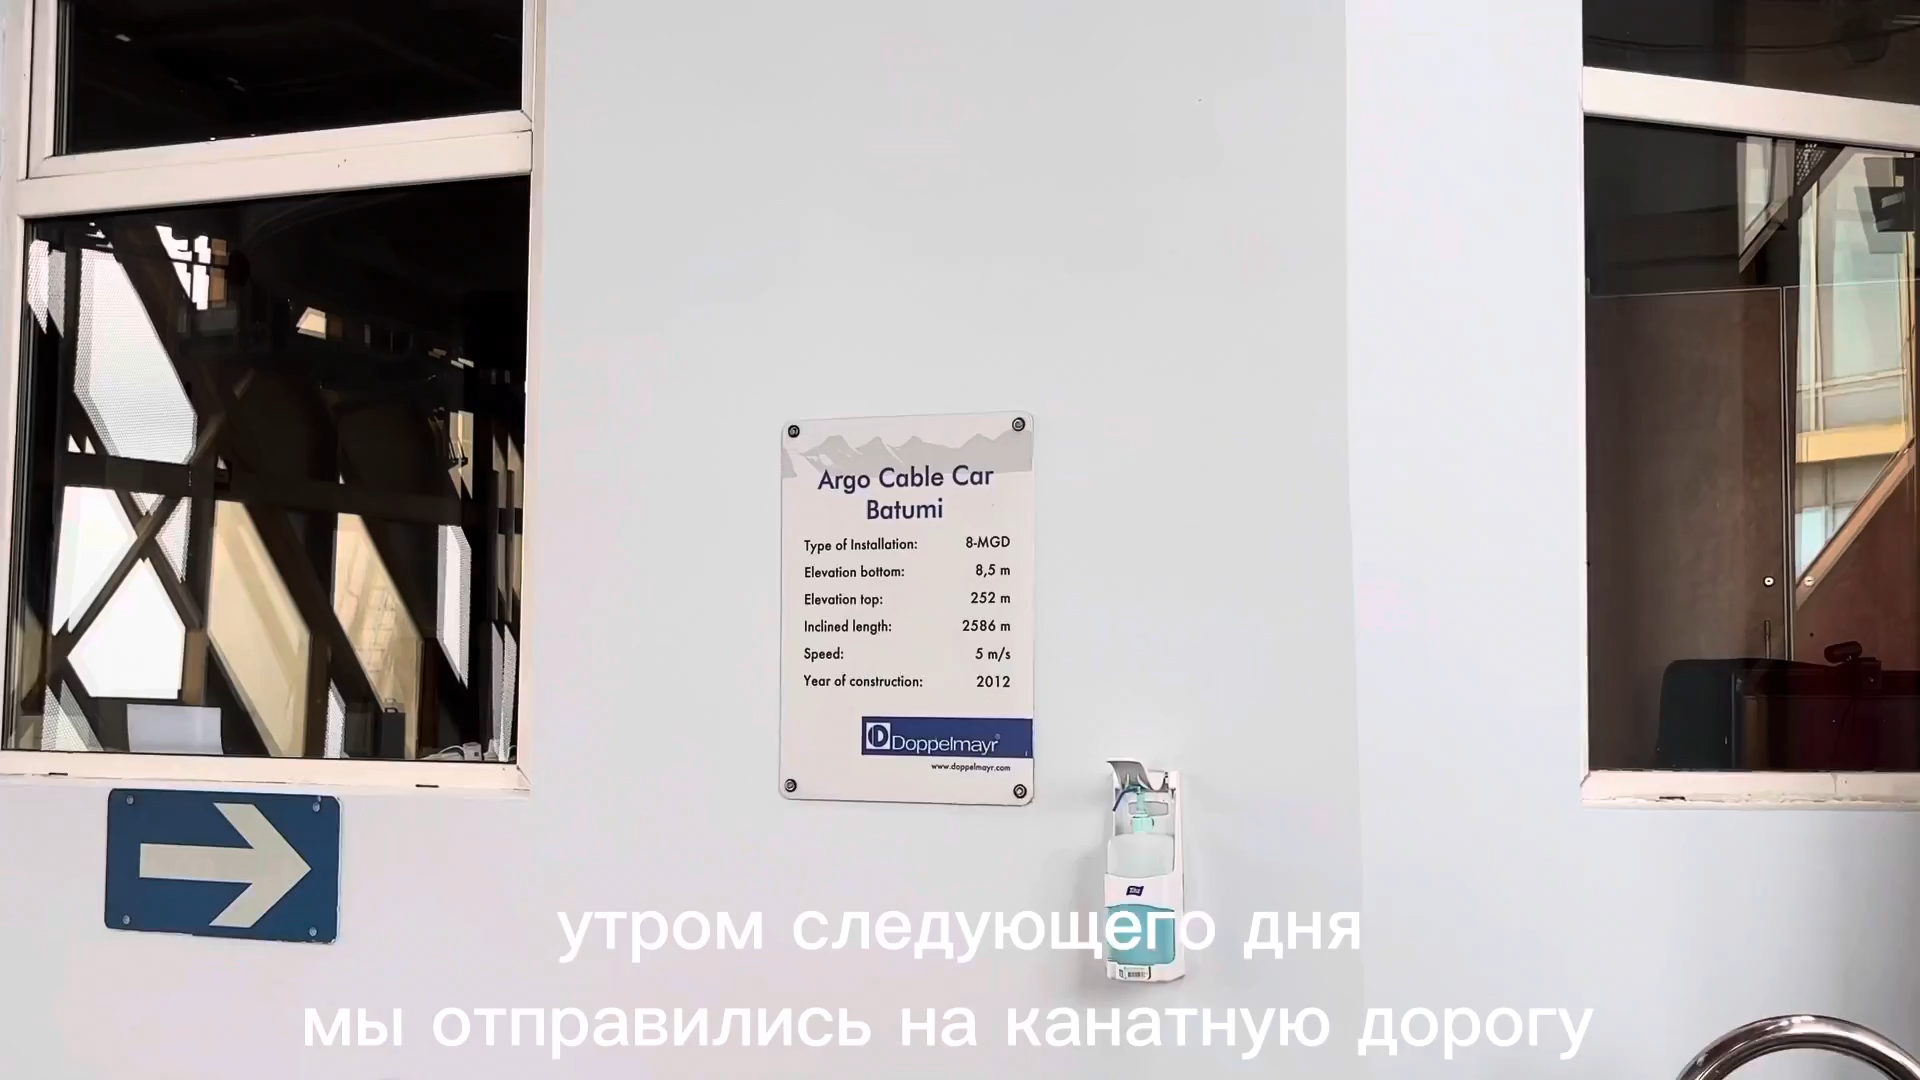 Argo Cable Car
Batumi
Type of Installation: 8-MGD
Elevation bottom: 8,5 m
Elevation top: 252 m
Inclined length: 2586 m
Speed: 5 m/s
Year of construction: 2012
Doppelmayr®
www.doppelmayr.com
утром следующего дня
мы отправились на канатную дорогу